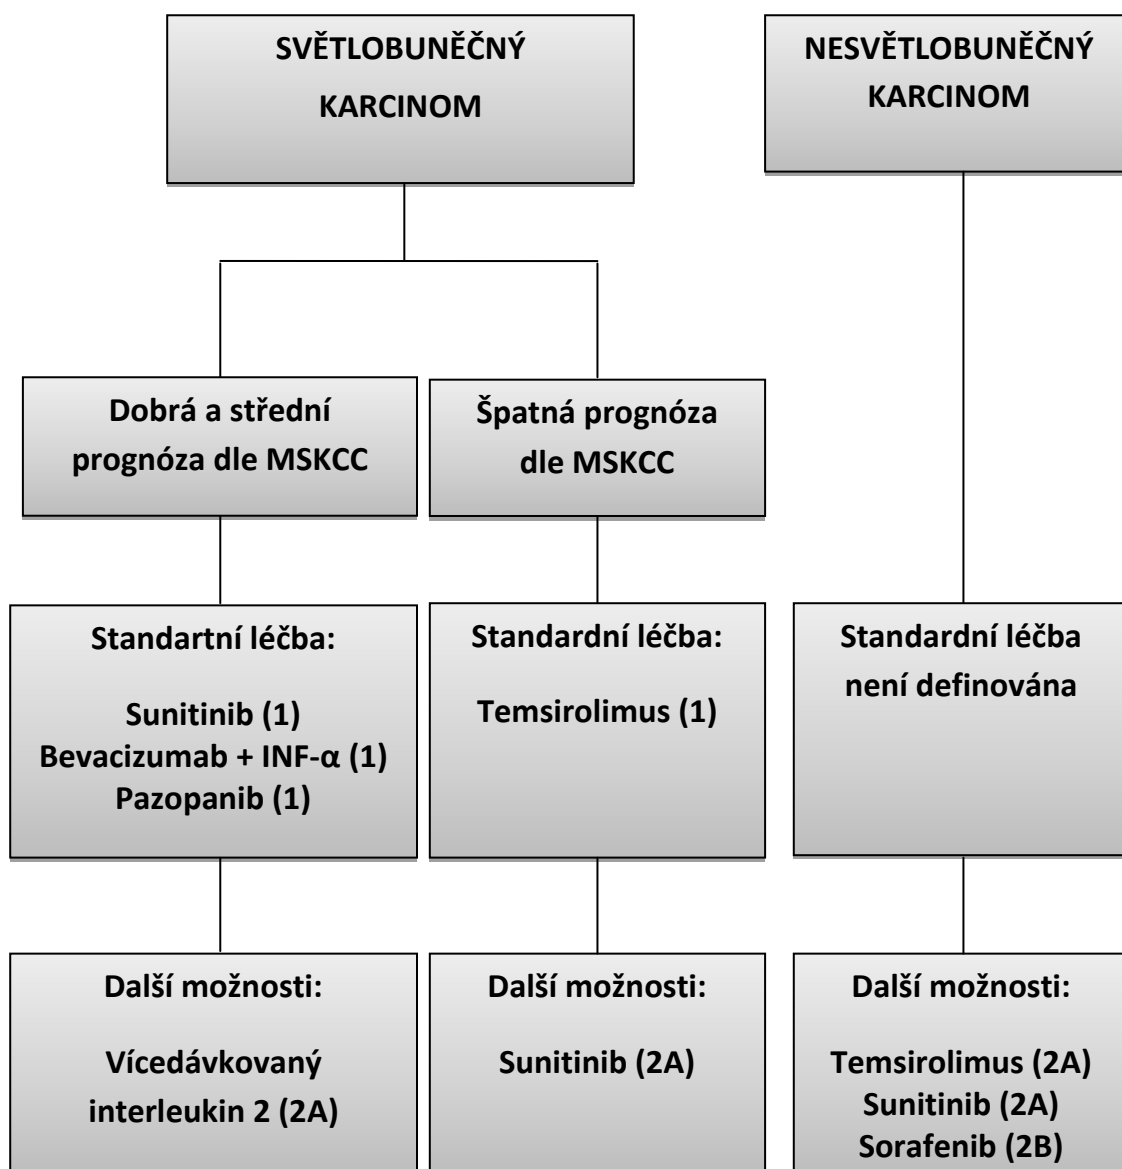 SVĚTLOBUNĚČNÝ
KARCINOM
NESVĚTLOBUNĚČNÝ
KARCINOM
Dobrá a střední
prognóza dle MSKCC
Špatná prognóza
dle MSKCC
Standartní léčba:
Sunitinib (1)
Bevacizumab + INF-α (1)
Pazopanib (1)
Standardní léčba:
Temsirolimus (1)
Standardní léčba
není definována
Další možnosti:
Vícedávkovaný
interleukin 2 (2A)
Další možnosti:
Sunitinib (2A)
Další možnosti:
Temsirolimus (2A)
Sunitinib (2A)
Sorafenib (2B)